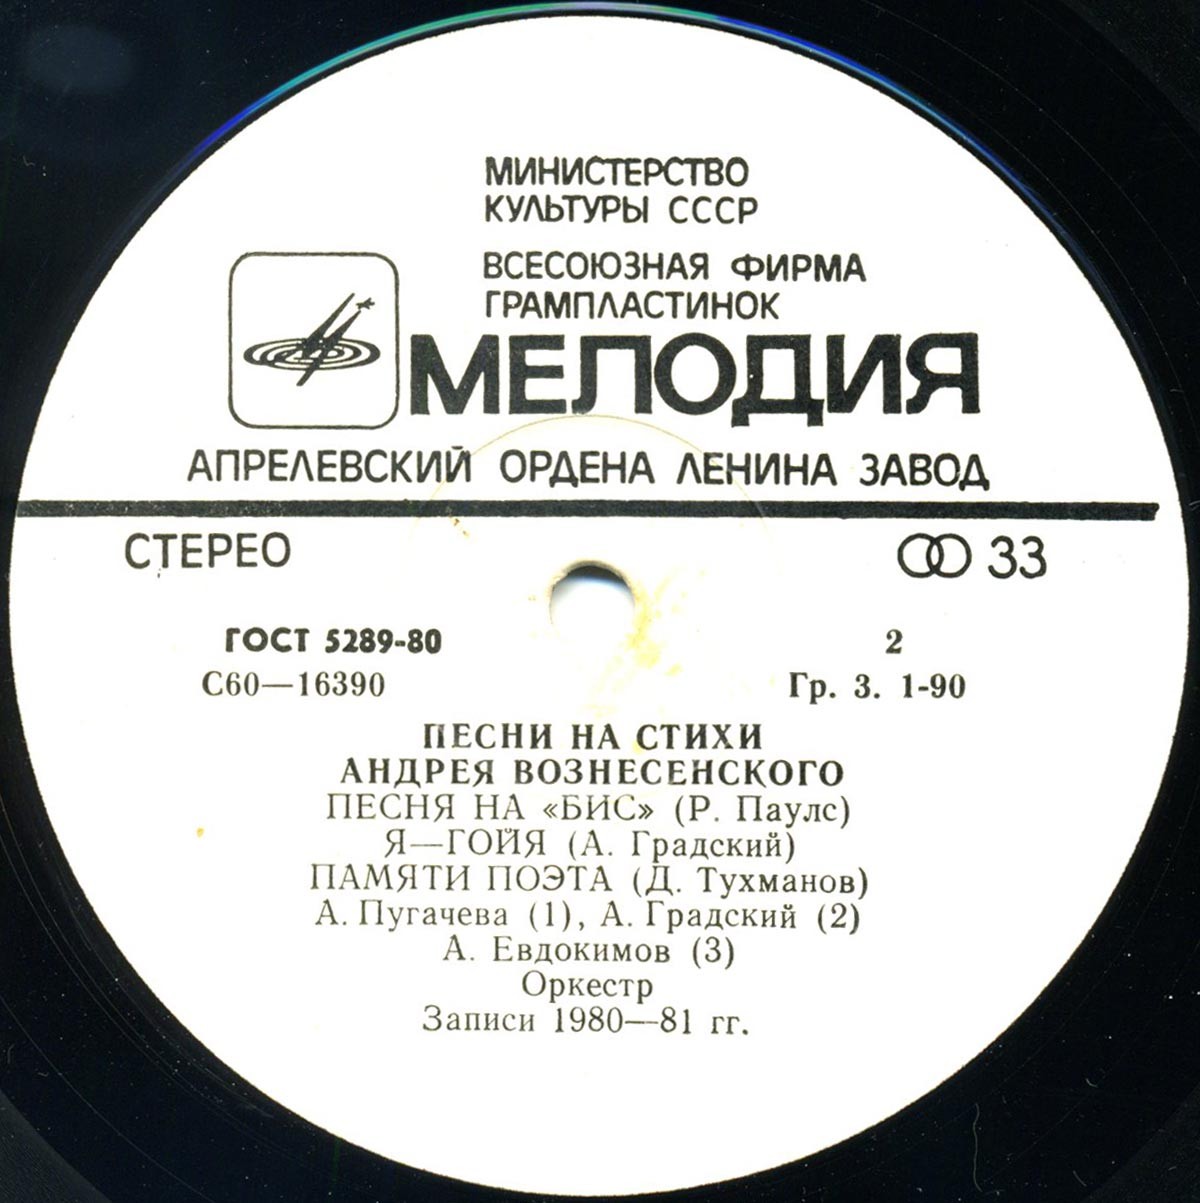 МИНИСТЕРСТВО
КУЛЬТУРЫ СССР
ВСЕСОЮЗНАЯ ФИРМА
ГРАМПЛАСТИНОК
МЕЛОДИЯ
АПРЕЛЕВСКИЙ ОРДЕНА ЛЕНИНА ЗАВОД
СТЕРЕО 33
ГОСТ 5289-80 2
С60—16390 Гр. 3. 1-90
ПЕСНИ НА СТИХИ
АНДРЕЯ ВОЗНЕСЕНСКОГО
ПЕСНЯ НА «БИС» (Р. Паулс)
Я—ГОЙЯ (А. Градский)
ПАМЯТИ ПОЭТА (Д. Тухманов)
А. Пугачева (1), А. Градский (2)
А. Евдокимов (3)
Оркестр
Записи 1980—81 гг.